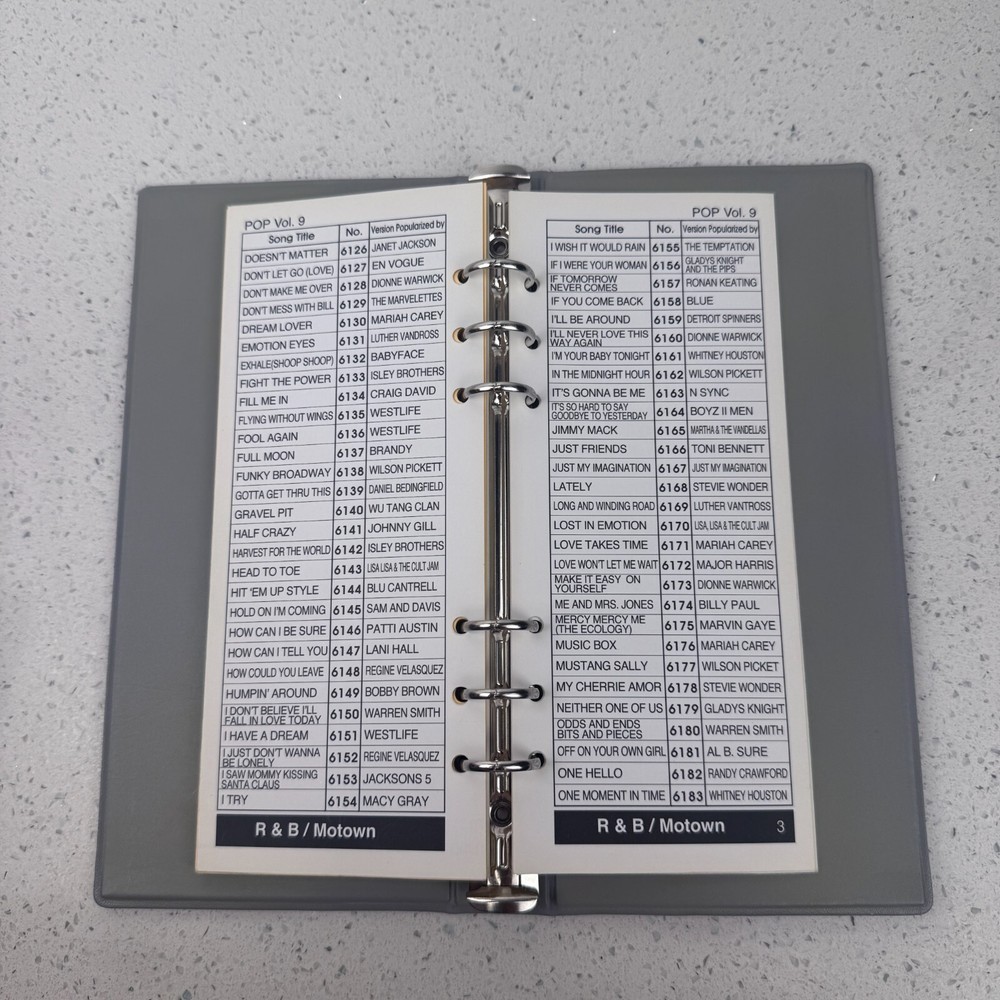 POP Vol. 9
Song Title No. Version Popularized by
DOESN'T MATTER 6126 JANET JACKSON
DON'T LET GO (LOVE) 6127 EN VOGUE
DON'T MAKE ME OVER 6128 DIONNE WARWICK
DON'T MESS WITH BILL 6129 THE MARVELETTES
DREAM LOVER 6130 MARIAH CAREY
EMOTION EYES 6131 LUTHER VANDROSS
EXHALE(SHOOP SHOOP) 6132 BABYFACE
FIGHT THE POWER 6133 ISLEY BROTHERS
FILL ME IN 6134 CRAIG DAVID
FLYING WITHOUT WINGS 6135 WESTLIFE
FOOL AGAIN 6136 WESTLIFE
FULL MOON 6137 BRANDY
FUNKY BROADWAY 6138 WILSON PICKETT
GOTTA GET THRU THIS 6139 DANIEL BEDINGFIELD
GRAVEL PIT 6140 WU TANG CLAN
HALF CRAZY 6141 JOHNNY GILL
HARVEST FOR THE WORLD 6142 ISLEY BROTHERS
HEAD TO TOE 6143 LISA LISA & THE CULT JAM
HIT 'EM UP STYLE 6144 BLU CANTRELL
HOLD ON I'M COMING 6145 SAM AND DAVIS
HOW CAN I BE SURE 6146 PATTI AUSTIN
HOW CAN I TELL YOU 6147 LANI HALL
HOW COULD YOU LEAVE 6148 REGINE VELASQUEZ
HUMPIN' AROUND 6149 BOBBY BROWN
I DON'T BELIEVE I'LL
FALL IN LOVE TODAY 6150 WARREN SMITH
I HAVE A DREAM 6151 WESTLIFE
I JUST DON'T WANNA
BE LONELY 6152 REGINE VELASQUEZ
I SAW MOMMY KISSING
SANTA CLAUS 6153 JACKSONS 5
I TRY 6154 MACY GRAY
R & B / Motown
POP Vol. 9
Song Title No. Version Popularized by
I WISH IT WOULD RAIN 6155 THE TEMPTATION
IF I WERE YOUR WOMAN 6156 GLADYS KNIGHT
AND THE PIPS
IF TOMORROW
NEVER COMES 6157 RONAN KEATING
IF YOU COME BACK 6158 BLUE
I'LL BE AROUND 6159 DETROIT SPINNERS
I'LL NEVER LOVE THIS
WAY AGAIN 6160 DIONNE WARWICK
I'M YOUR BABY TONIGHT 6161 WHITNEY HOUSTON
IN THE MIDNIGHT HOUR 6162 WILSON PICKETT
IT'S GONNA BE ME 6163 N SYNC
IT'S SO HARD TO SAY
GOODBYE TO YESTERDAY 6164 BOYZ II MEN
JIMMY MACK 6165 MARTHA & THE VANDELLAS
JUST FRIENDS 6166 TONI BENNETT
JUST MY IMAGINATION 6167 JUST MY IMAGINATION
LATELY 6168 STEVIE WONDER
LONG AND WINDING ROAD 6169 LUTHER VANTROSS
LOST IN EMOTION 6170 LISA, LISA & THE CULT JAM
LOVE TAKES TIME 6171 MARIAH CAREY
LOVE WON'T LET ME WAIT 6172 MAJOR HARRIS
MAKE IT EASY ON
YOURSELF 6173 DIONNE WARWICK
ME AND MRS. JONES 6174 BILLY PAUL
MERCY MERCY ME
(THE ECOLOGY) 6175 MARVIN GAYE
MUSIC BOX 6176 MARIAH CAREY
MUSTANG SALLY 6177 WILSON PICKET
MY CHERRIE AMOR 6178 STEVIE WONDER
NEITHER ONE OF US 6179 GLADYS KNIGHT
ODDS AND ENDS
BITS AND PIECES 6180 WARREN SMITH
OFF ON YOUR OWN GIRL 6181 AL B. SURE
ONE HELLO 6182 RANDY CRAWFORD
ONE MOMENT IN TIME 6183 WHITNEY HOUSTON
R & B / Motown 3